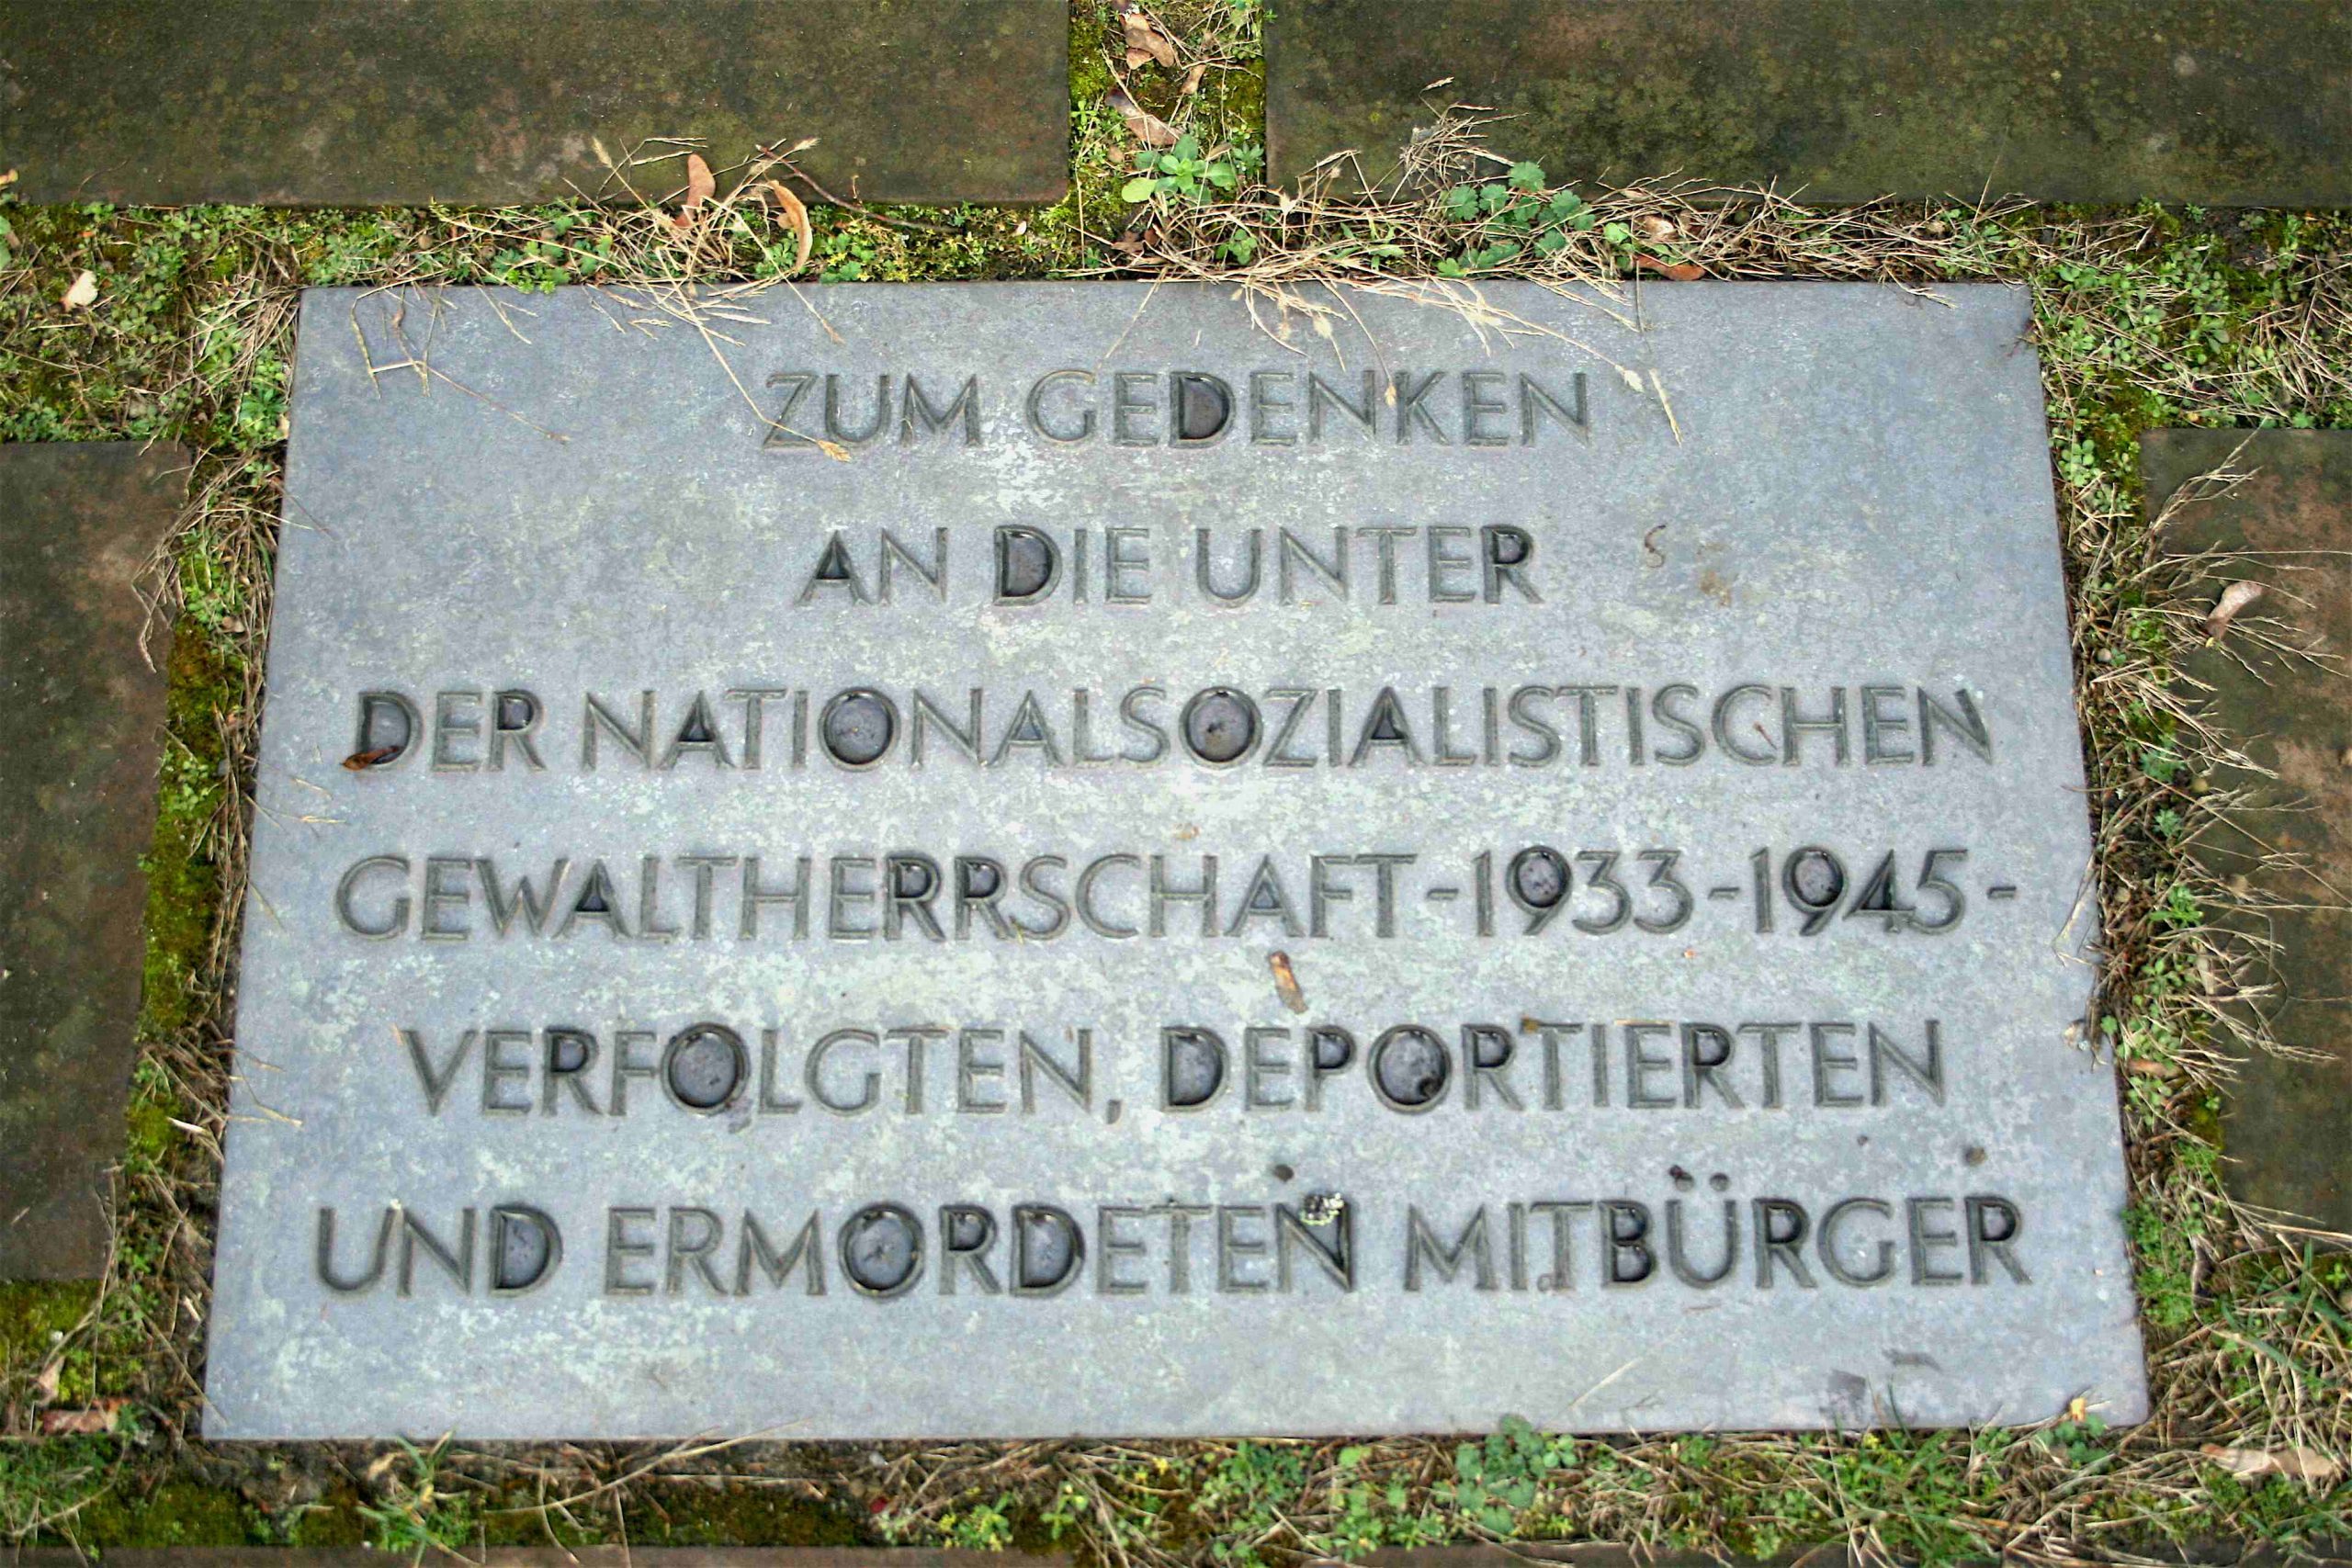 ZUM GEDENKEN
AN DIE UNTER
DER NATIONALSOZIALISTISCHEN
GEWALTHERRSCHAFT - 1933 - 1945 -
VERFOLGTEN, DEPORTIERTEN
UND ERMORDETEN MITBÜRGER